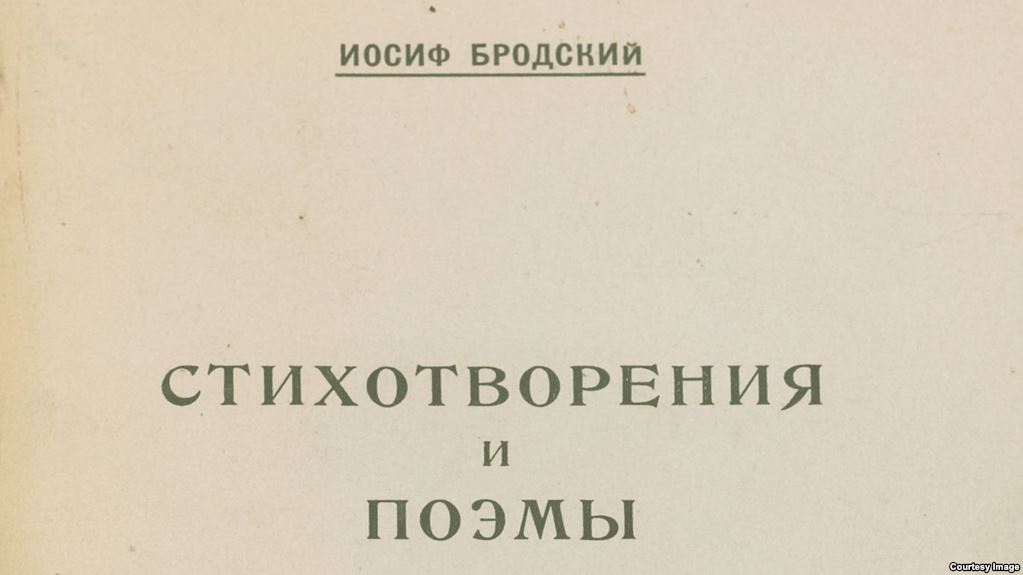 ИОСИФ БРОДСКИЙ
СТИХОТВОРЕНИЯ
И
ПОЭМЫ
Courtesy Image